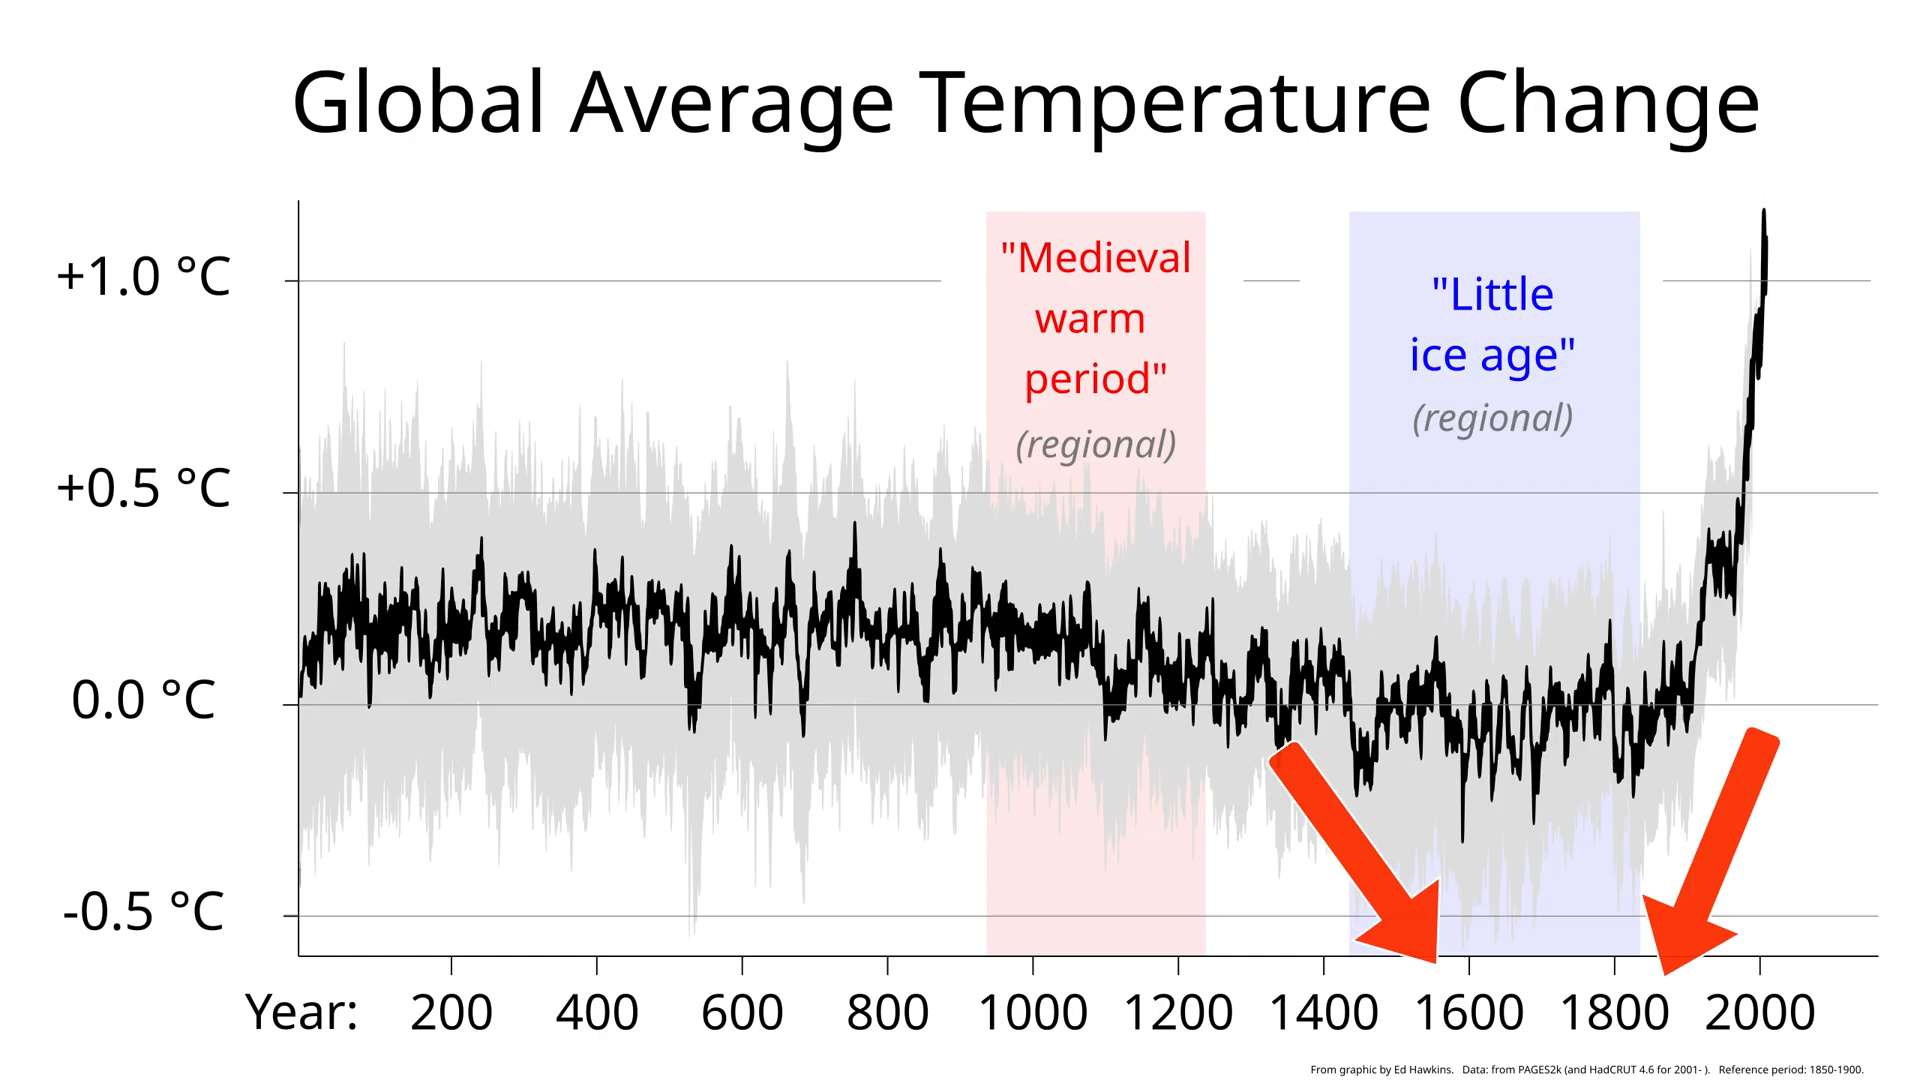 Global Average Temperature Change
+1.0 °C
+0.5 °C
0.0 °C
-0.5 °C
"Medieval
warm
period"
(regional)
"Little
ice age"
(regional)
Year: 200 400 600 800 1000 1200 1400 1600 1800 2000
From graphic by Ed Hawkins. Data: from PAGES2k (and HadCRUT 4.6 for 2001- ). Reference period: 1850-1900.